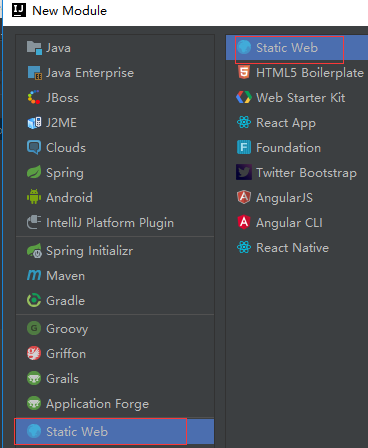 New Module
Java
Java Enterprise
JBoss
J2ME
Clouds
Spring
Android
IntelliJ Platform Plugin
Spring Initializr
Maven
Gradle
Groovy
Griffon
Grails
Application Forge
Static Web
Static Web
HTML5 Boilerplate
Web Starter Kit
React App
Foundation
Twitter Bootstrap
AngularJS
Angular CLI
React Native